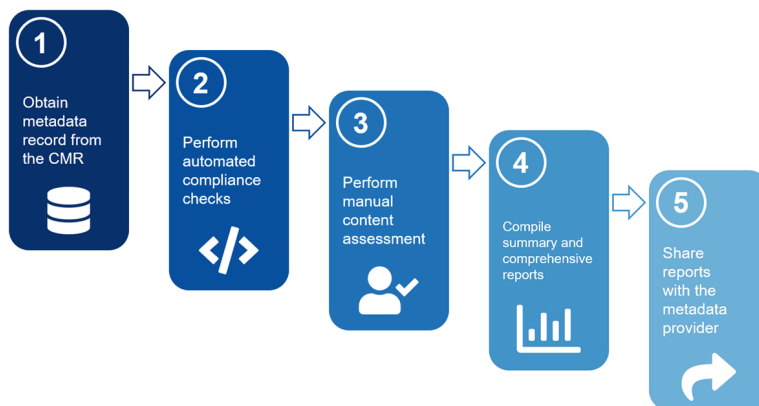 1
Obtain
metadata
record from
the CMR
2
Perform
automated
compliance
checks
</>
3
Perform
manual
content
assessment
4
Compile
summary and
comprehensive
reports
5
Share
reports
with the
metadata
provider